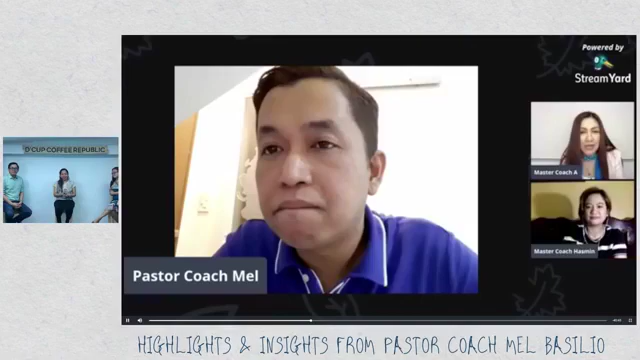 Powered by
StreamYard
D'CUP COFFEE REPUBLIC
Master Coach A
Master Coach Hasmin
Pastor Coach Mel
HIGHLIGHTS & INSIGHTS FROM PASTOR COACH MEL BASILIO